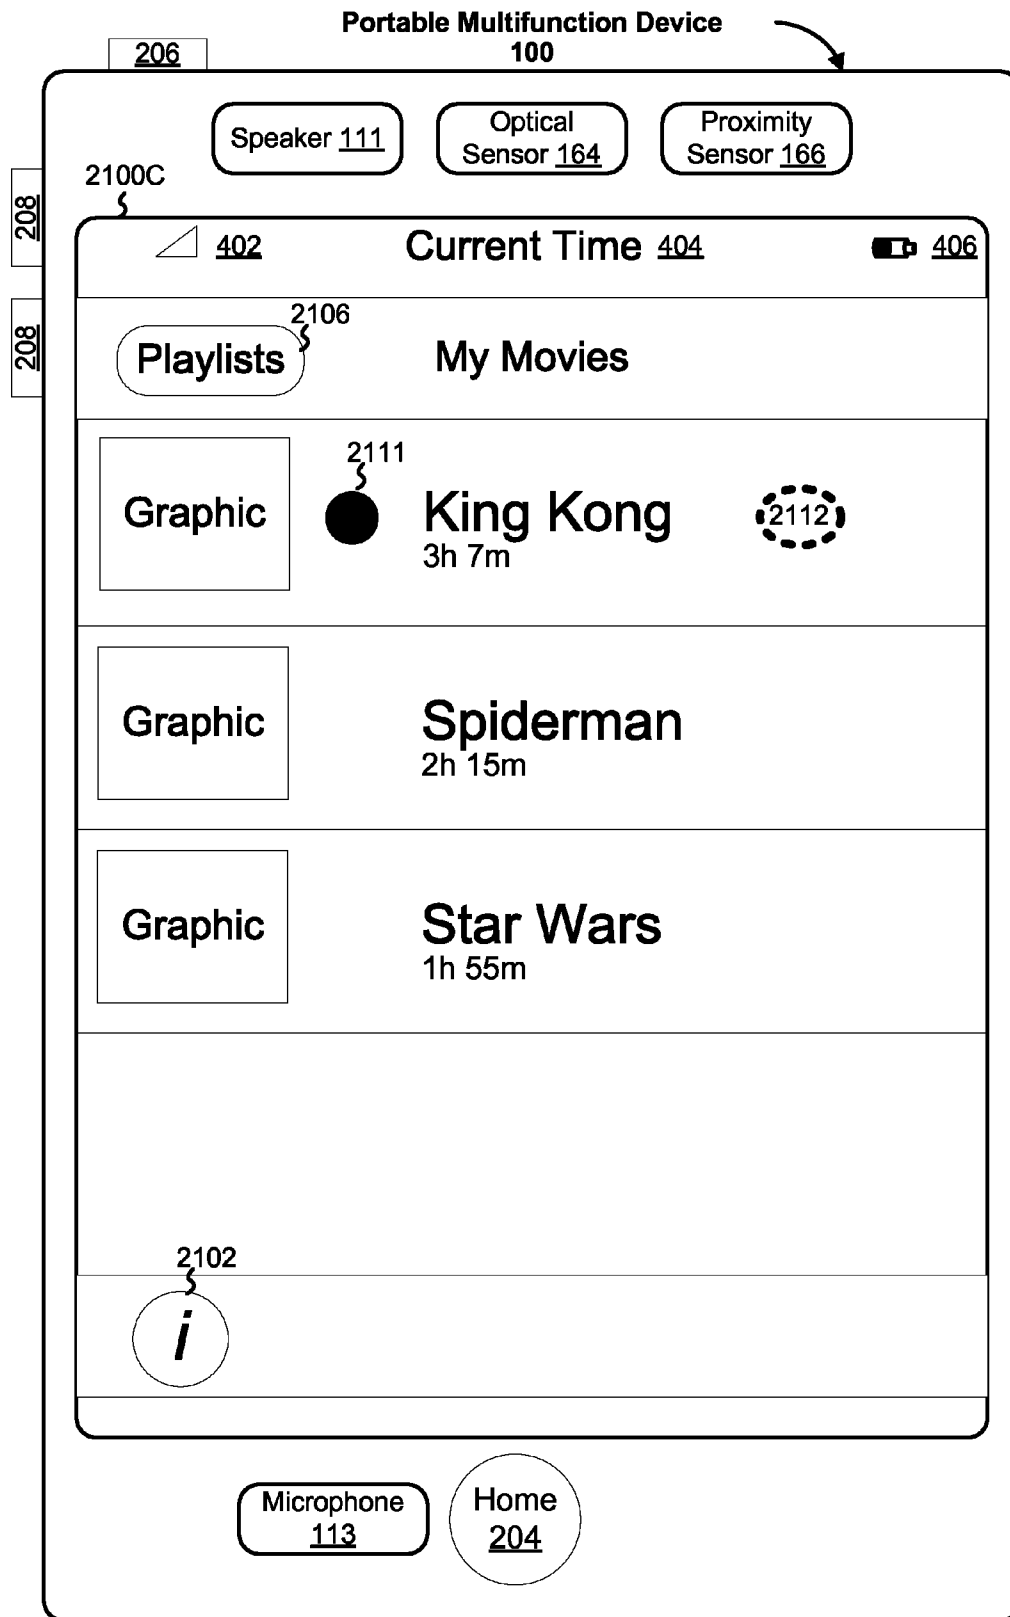 Portable Multifunction Device
100
206
Speaker 111
Optical
Sensor 164
Proximity
Sensor 166
2100C
208
402
Current Time 404
406
208
2106
Playlists
My Movies
2111
Graphic
King Kong
2112
3h 7m
Graphic
Spiderman
2h 15m
Graphic
Star Wars
1h 55m
2102
i
Microphone
113
Home
204